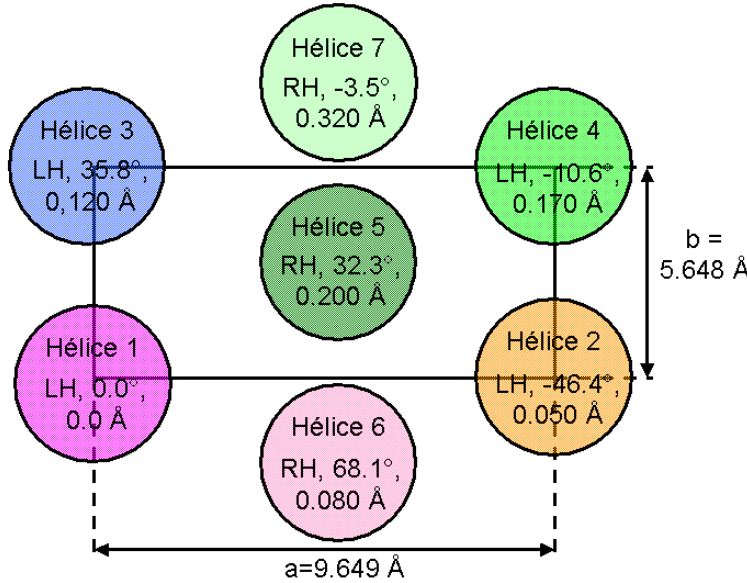 Hélice 7
RH, -3.5°,
0.320 Å
Hélice 3
LH, 35.8°,
0,120 Å
Hélice 4
LH, -10.6°,
0.170 Å
Hélice 5
RH, 32.3°,
0.200 Å
b =
5.648 Å
Hélice 1
LH, 0.0°,
0.0 Å
Hélice 2
LH, -46.4°,
0.050 Å
Hélice 6
RH, 68.1°,
0.080 Å
a=9.649 Å